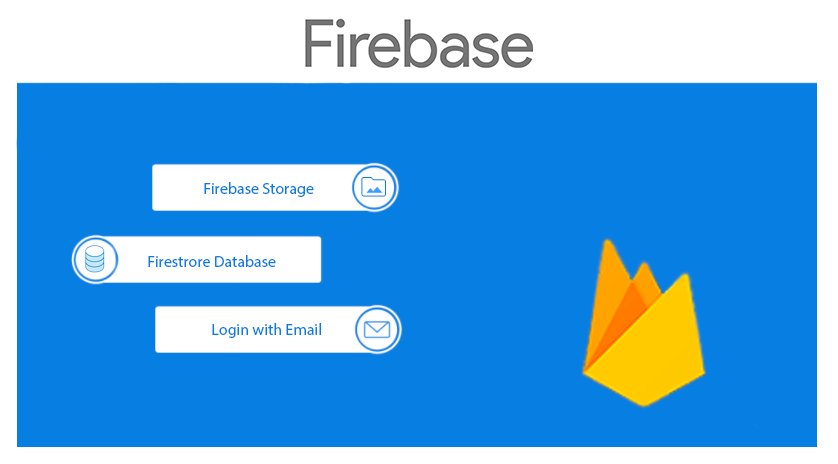 Firebase
Firebase Storage
Firestrore Database
Login with Email